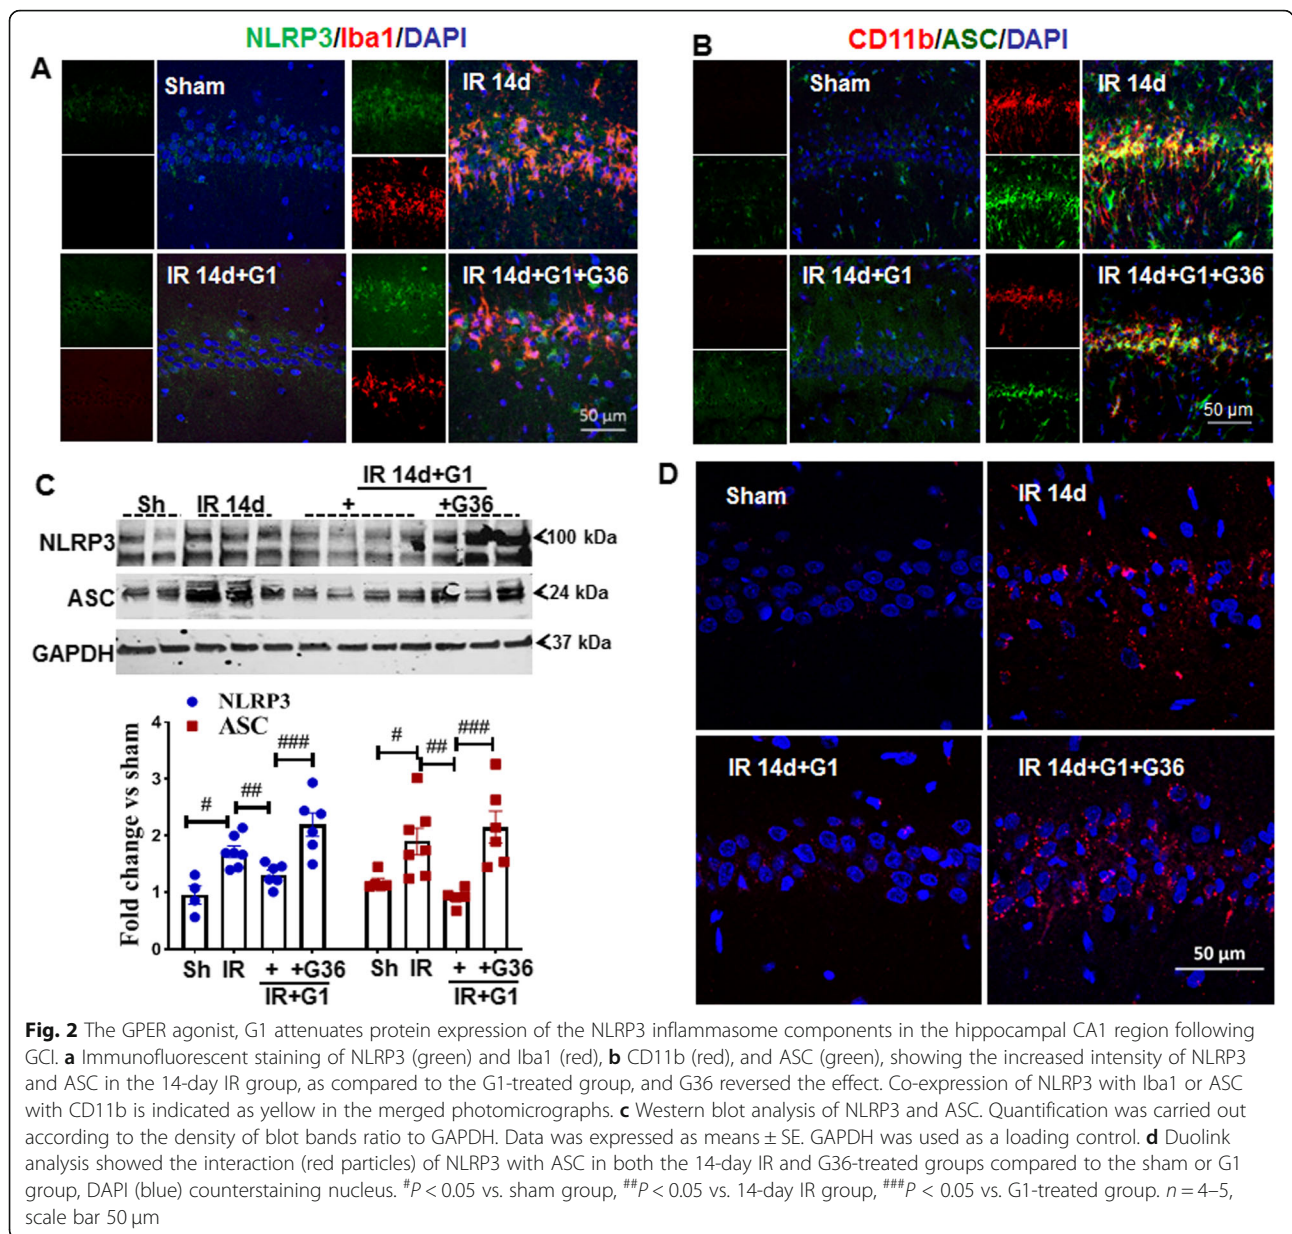 NLRP3/Iba1/DAPI
A
Sham
IR 14d
IR 14d+G1
IR 14d+G1+G36
50 µm
CD11b/ASC/DAPI
B
Sham
IR 14d
IR 14d+G1
IR 14d+G1+G36
50 µm
C
IR 14d+G1
Sh IR 14d + +G36
NLRP3 100 kDa
ASC 24 kDa
GAPDH 37 kDa
NLRP3
ASC
Fold change vs sham
4
3
2
1
0
# ## ### # ## ###
Sh IR + +G36 Sh IR + +G36
IR+G1 IR+G1
D
Sham
IR 14d
IR 14d+G1
IR 14d+G1+G36
50 µm
Fig. 2 The GPER agonist, G1 attenuates protein expression of the NLRP3 inflammasome components in the hippocampal CA1 region following
GCI. a Immunofluorescent staining of NLRP3 (green) and Iba1 (red), b CD11b (red), and ASC (green), showing the increased intensity of NLRP3
and ASC in the 14-day IR group, as compared to the G1-treated group, and G36 reversed the effect. Co-expression of NLRP3 with Iba1 or ASC
with CD11b is indicated as yellow in the merged photomicrographs. c Western blot analysis of NLRP3 and ASC. Quantification was carried out
according to the density of blot bands ratio to GAPDH. Data was expressed as means ± SE. GAPDH was used as a loading control. d Duolink
analysis showed the interaction (red particles) of NLRP3 with ASC in both the 14-day IR and G36-treated groups compared to the sham or G1
group, DAPI (blue) counterstaining nucleus. #P < 0.05 vs. sham group, ##P < 0.05 vs. 14-day IR group, ###P < 0.05 vs. G1-treated group. n = 4–5,
scale bar 50 µm